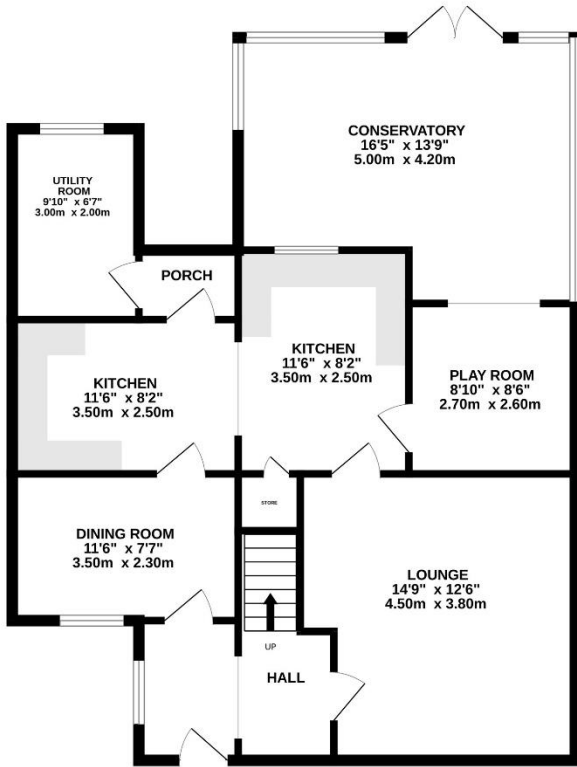 CONSERVATORY
16'5" x 13'9"
5.00m x 4.20m
UTILITY
ROOM
9'10" x 6'7"
3.00m x 2.00m
PORCH
KITCHEN
11'6" x 8'2"
3.50m x 2.50m
KITCHEN
11'6" x 8'2"
3.50m x 2.50m
PLAY ROOM
8'10" x 8'6"
2.70m x 2.60m
STORE
DINING ROOM
11'6" x 7'7"
3.50m x 2.30m
LOUNGE
14'9" x 12'6"
4.50m x 3.80m
UP
HALL